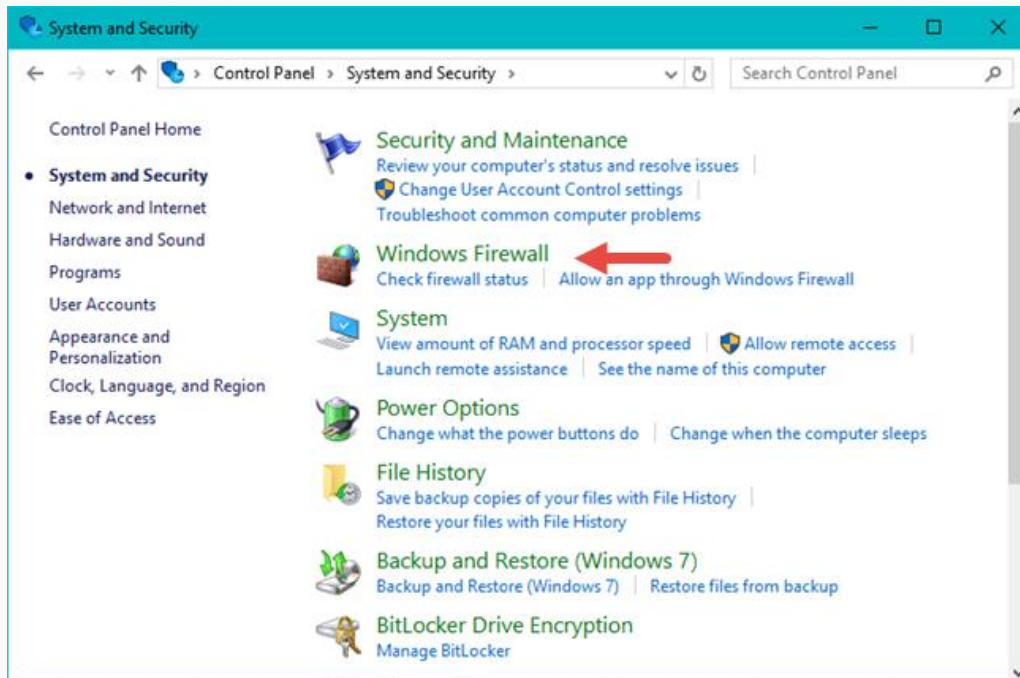 System and Security
Control Panel › System and Security ›
Search Control Panel
Control Panel Home
System and Security
Network and Internet
Hardware and Sound
Programs
User Accounts
Appearance and
Personalization
Clock, Language, and Region
Ease of Access
Security and Maintenance
Review your computer's status and resolve issues
Change User Account Control settings
Troubleshoot common computer problems
Windows Firewall
Check firewall status
Allow an app through Windows Firewall
System
View amount of RAM and processor speed
Allow remote access
Launch remote assistance
See the name of this computer
Power Options
Change what the power buttons do
Change when the computer sleeps
File History
Save backup copies of your files with File History
Restore your files with File History
Backup and Restore (Windows 7)
Backup and Restore (Windows 7)
Restore files from backup
BitLocker Drive Encryption
Manage BitLocker